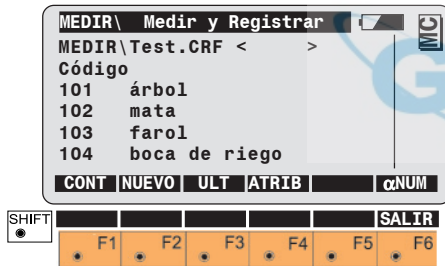 MEDIR\ Medir y Registrar
MC
MEDIR\Test.CRF < >
Código
101 árbol
102 mata
103 farol
104 boca de riego
CONT NUEVO ULT ATRIB αNUM
SHIFT SALIR
F1 F2 F3 F4 F5 F6